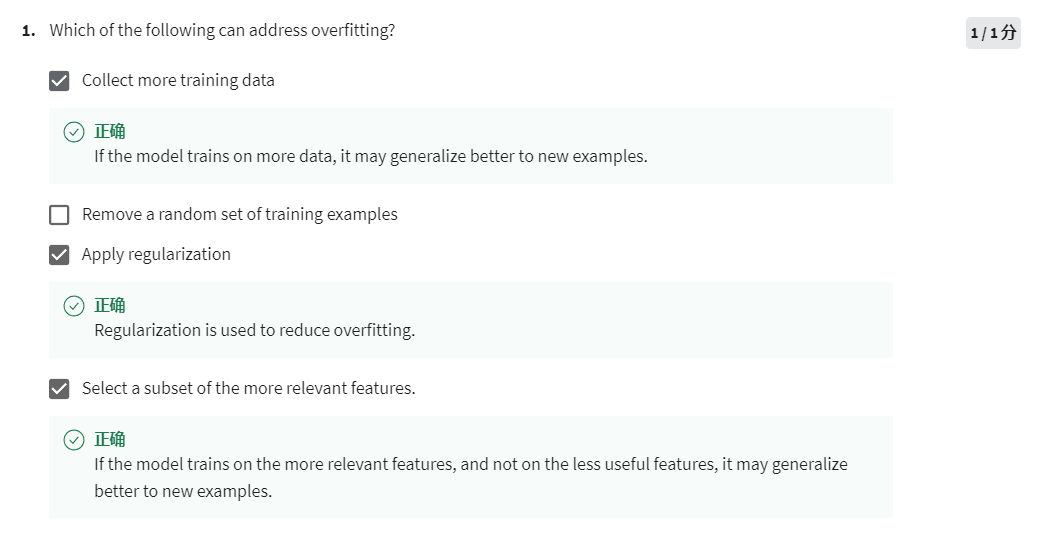 1. Which of the following can address overfitting?
1 / 1 分
Collect more training data
正确
If the model trains on more data, it may generalize better to new examples.
Remove a random set of training examples
Apply regularization
正确
Regularization is used to reduce overfitting.
Select a subset of the more relevant features.
正确
If the model trains on the more relevant features, and not on the less useful features, it may generalize
better to new examples.